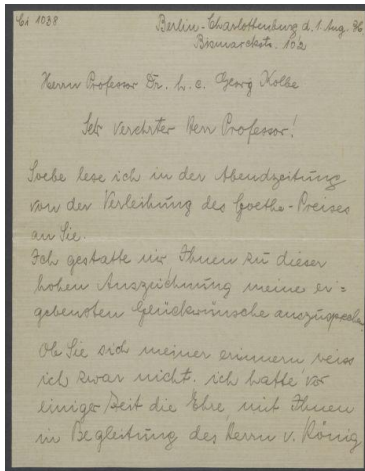 Berlin-Charlottenburg d. 1. Aug. 36
Bismarckstr. 102
Herrn Professor Dr. h. c. Georg Kolbe
Sehr verehrter Herr Professor!
Soebe lese ich in der Abendzeitung
von der Verleihung des Goethe-Preises
an Sie.
Ich gestatte mir Ihnen zu dieser
hohen Auszeichnung meine er=
gebensten Glückwünsche auszusprechen.
Ob Sie sich meiner erinnern weiss
ich zwar nicht. ich hatte vor
einiger Zeit die Ehre mit Ihnen
in Begleitung des Herrn v. König